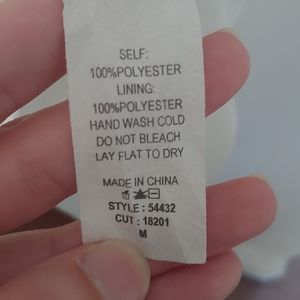 SELF:
100%POLYESTER
LINING:
100%POLYESTER
HAND WASH COLD
DO NOT BLEACH
LAY FLAT TO DRY
MADE IN CHINA
STYLE : 54432
CUT : 18201
M